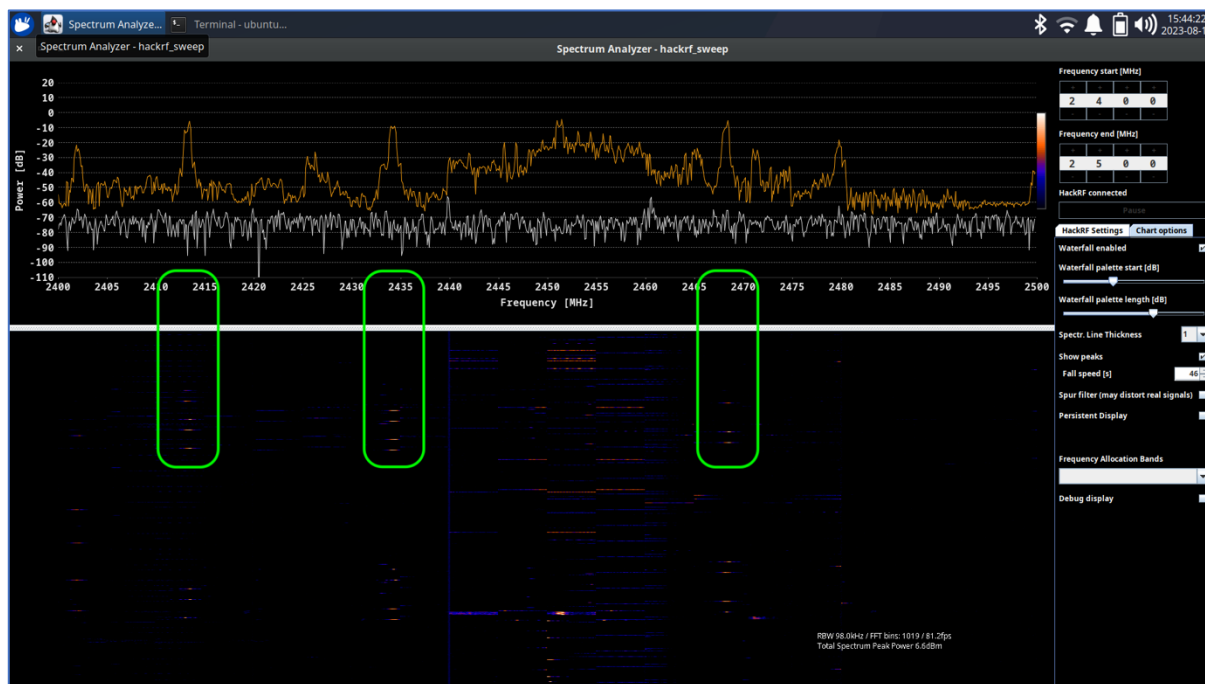 Spectrum Analyze... Terminal - ubuntu...
15:44:22
2023-08-1
× Spectrum Analyzer - hackrf_sweep
Spectrum Analyzer - hackrf_sweep
20
10
0
-10
-20
-30
-40
-50
-60
-70
-80
-90
-100
-110
Power [dB]
2400 2405 2410 2415 2420 2425 2430 2435 2440 2445 2450 2455 2460 2465 2470 2475 2480 2485 2490 2495 2500
Frequency [MHz]
RBW 98.0kHz / FFT bins: 1019 / 81.2fps
Total Spectrum Peak Power 6.6dBm
Frequency start [MHz]
2 4 0 0
Frequency end [MHz]
2 5 0 0
HackRF connected
Pause
HackRF Settings Chart options
Waterfall enabled
Waterfall palette start [dB]
Waterfall palette length [dB]
Spectr. Line Thickness 1
Show peaks
Fall speed [s] 46
Spur filter (may distort real signals)
Persistent Display
Frequency Allocation Bands
Debug display